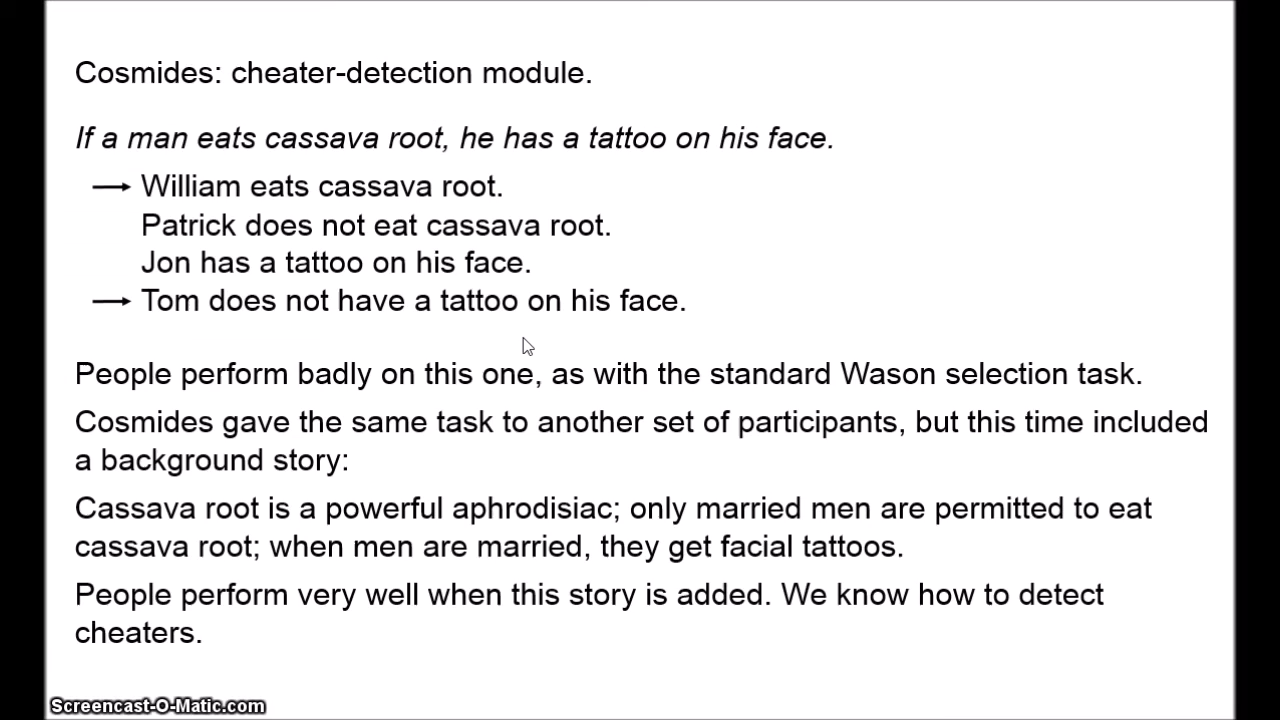 Cosmides: cheater-detection module.
If a man eats cassava root, he has a tattoo on his face.
William eats cassava root.
Patrick does not eat cassava root.
Jon has a tattoo on his face.
Tom does not have a tattoo on his face.
People perform badly on this one, as with the standard Wason selection task.
Cosmides gave the same task to another set of participants, but this time included
a background story:
Cassava root is a powerful aphrodisiac; only married men are permitted to eat
cassava root; when men are married, they get facial tattoos.
People perform very well when this story is added. We know how to detect
cheaters.
Screencast-O-Matic.com